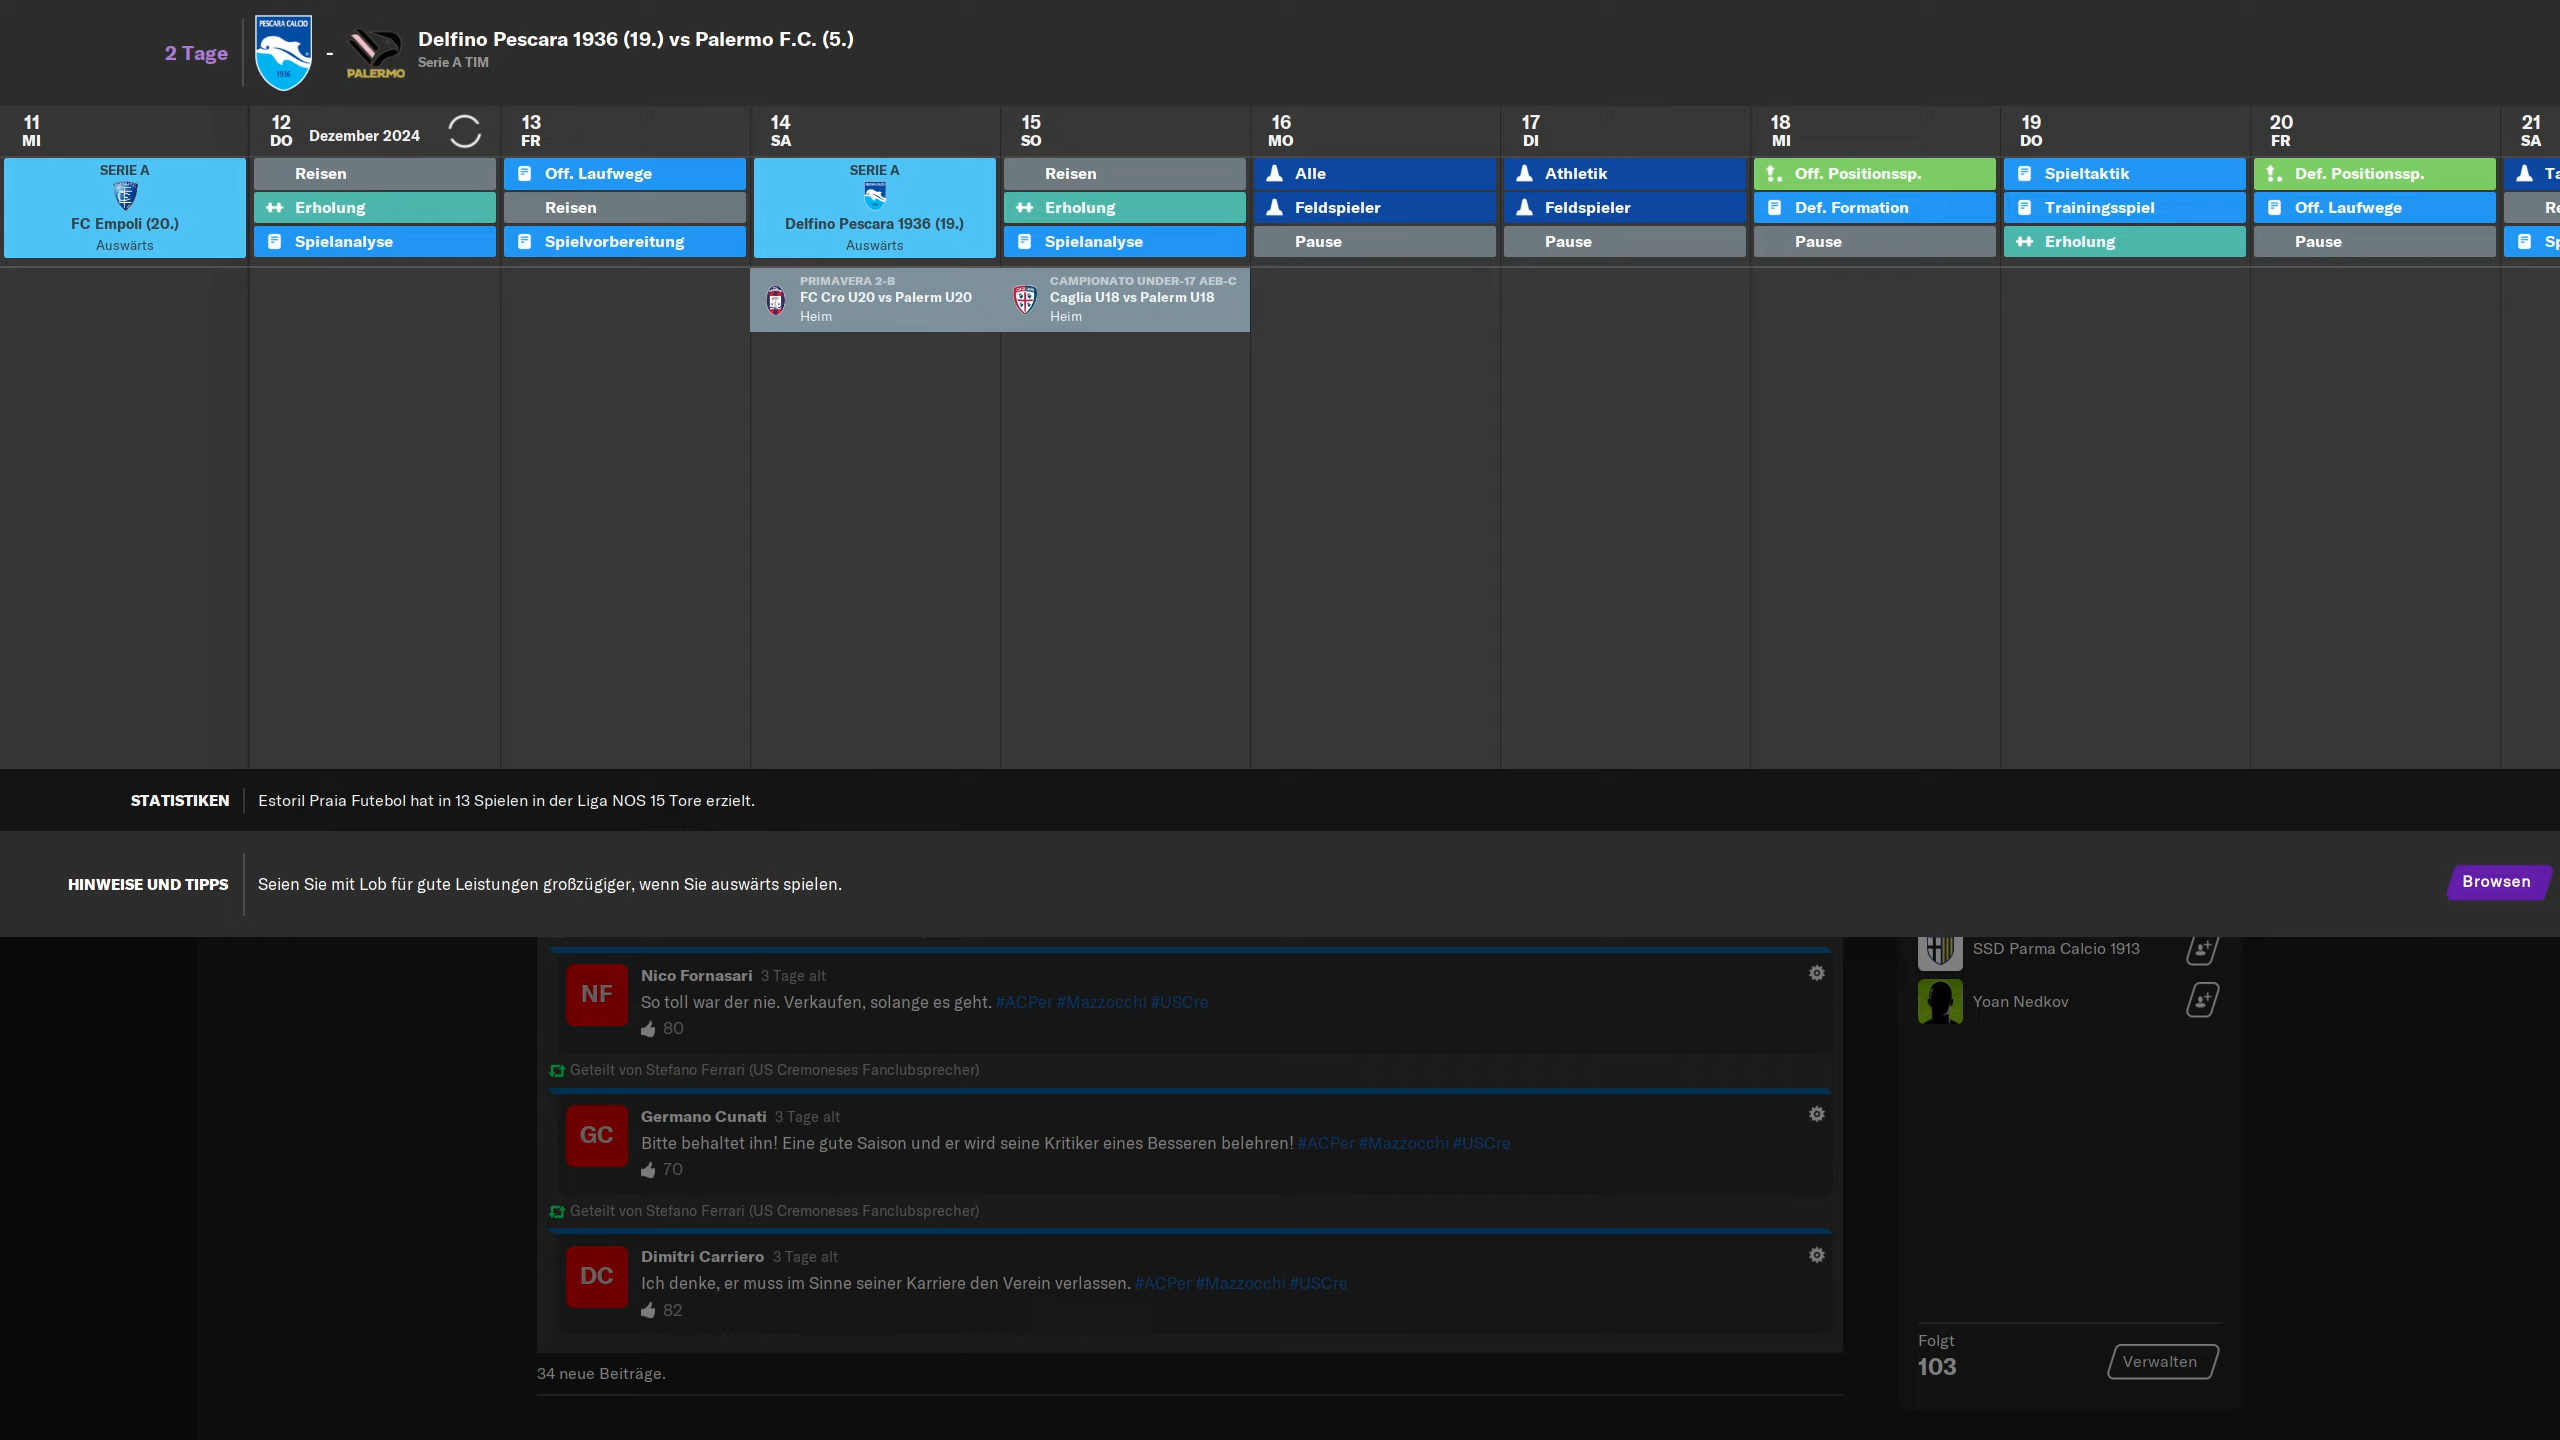 2 Tage
PESCARA CALCIO
1936
-
PALERMO
Delfino Pescara 1936 (19.) vs Palermo F.C. (5.)
Serie A TIM
11 MI
12 DO Dezember 2024
13 FR
14 SA
15 SO
16 MO
17 DI
18 MI
19 DO
20 FR
21 SA
SERIE A
FC Empoli (20.)
Auswärts
Reisen
Erholung
Spielanalyse
Off. Laufwege
Reisen
Spielvorbereitung
SERIE A
Delfino Pescara 1936 (19.)
Auswärts
Reisen
Erholung
Spielanalyse
Alle
Feldspieler
Pause
Athletik
Feldspieler
Pause
Off. Positionssp.
Def. Formation
Pause
Spieltaktik
Trainingsspiel
Erholung
Def. Positionssp.
Off. Laufwege
Pause
Ta
Re
Sp
PRIMAVERA 2-B
FC Cro U20 vs Palerm U20
Heim
CAMPIONATO UNDER-17 AEB-C
Caglia U18 vs Palerm U18
Heim
STATISTIKEN
Estoril Praia Futebol hat in 13 Spielen in der Liga NOS 15 Tore erzielt.
HINWEISE UND TIPPS
Seien Sie mit Lob für gute Leistungen großzügiger, wenn Sie auswärts spielen.
Browsen
NF
Nico Fornasari 3 Tage alt
So toll war der nie. Verkaufen, solange es geht. #ACPer #Mazzocchi #USCre
80
Geteilt von Stefano Ferrari (US Cremoneses Fanclubsprecher)
GC
Germano Cunati 3 Tage alt
Bitte behaltet ihn! Eine gute Saison und er wird seine Kritiker eines Besseren belehren! #ACPer #Mazzocchi #USCre
70
Geteilt von Stefano Ferrari (US Cremoneses Fanclubsprecher)
DC
Dimitri Carriero 3 Tage alt
Ich denke, er muss im Sinne seiner Karriere den Verein verlassen. #ACPer #Mazzocchi #USCre
82
34 neue Beiträge.
SSD Parma Calcio 1913
Yoan Nedkov
Folgt
103
Verwalten